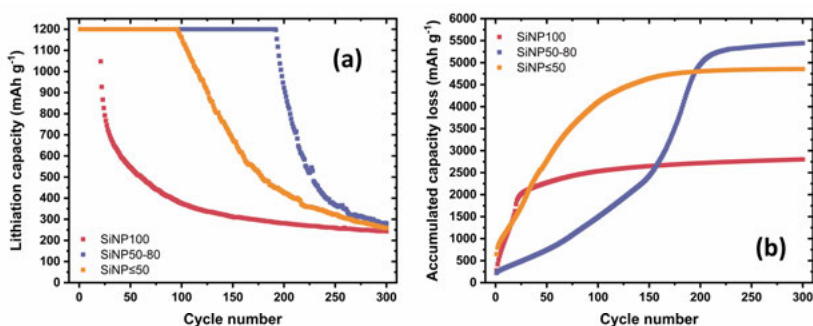 1200
1100
1000
900
800
700
600
500
400
300
200
100
0
Lithiation capacity (mAh g⁻¹)
(a)
SiNP100
SiNP50-80
SiNP≤50
0 50 100 150 200 250 300
Cycle number
6000
5500
5000
4500
4000
3500
3000
2500
2000
1500
1000
500
0
Accumulated capacity loss (mAh g⁻¹)
SiNP100
SiNP50-80
SiNP≤50
(b)
0 50 100 150 200 250 300
Cycle number